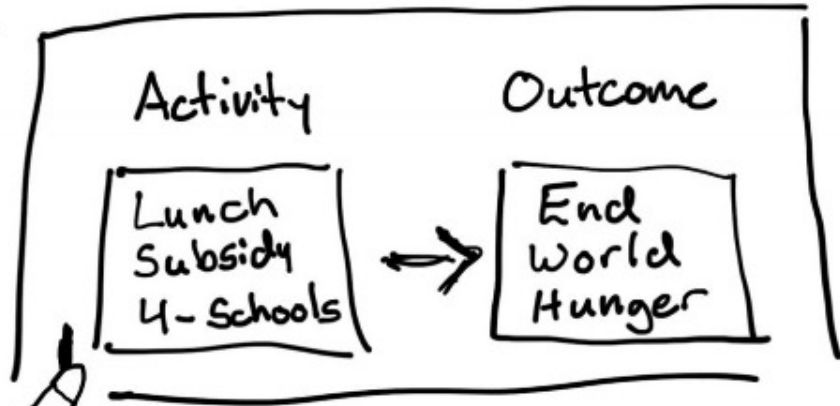 Activity
Outcome
Lunch
Subsidy
4-Schools
End
World
Hunger